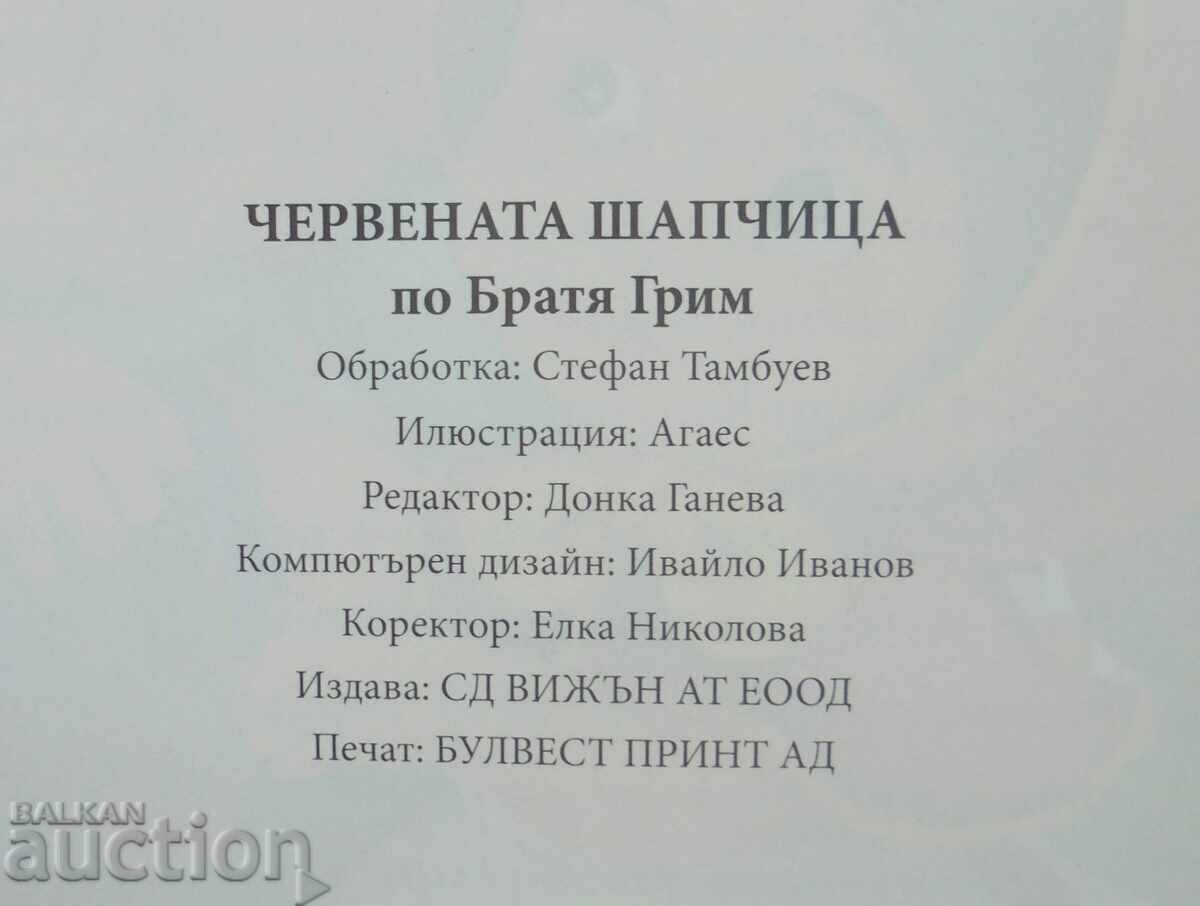 ЧЕРВЕНАТА ШАПЧИЦА
по Братя Грим
Обработка: Стефан Тамбуев
Илюстрация: Агаес
Редактор: Донка Ганева
Компютърен дизайн: Ивайло Иванов
Коректор: Елка Николова
Издава: СД ВИЖЪН АТ ЕООД
Печат: БУЛВЕСТ ПРИНТ АД
BALKAN
auction